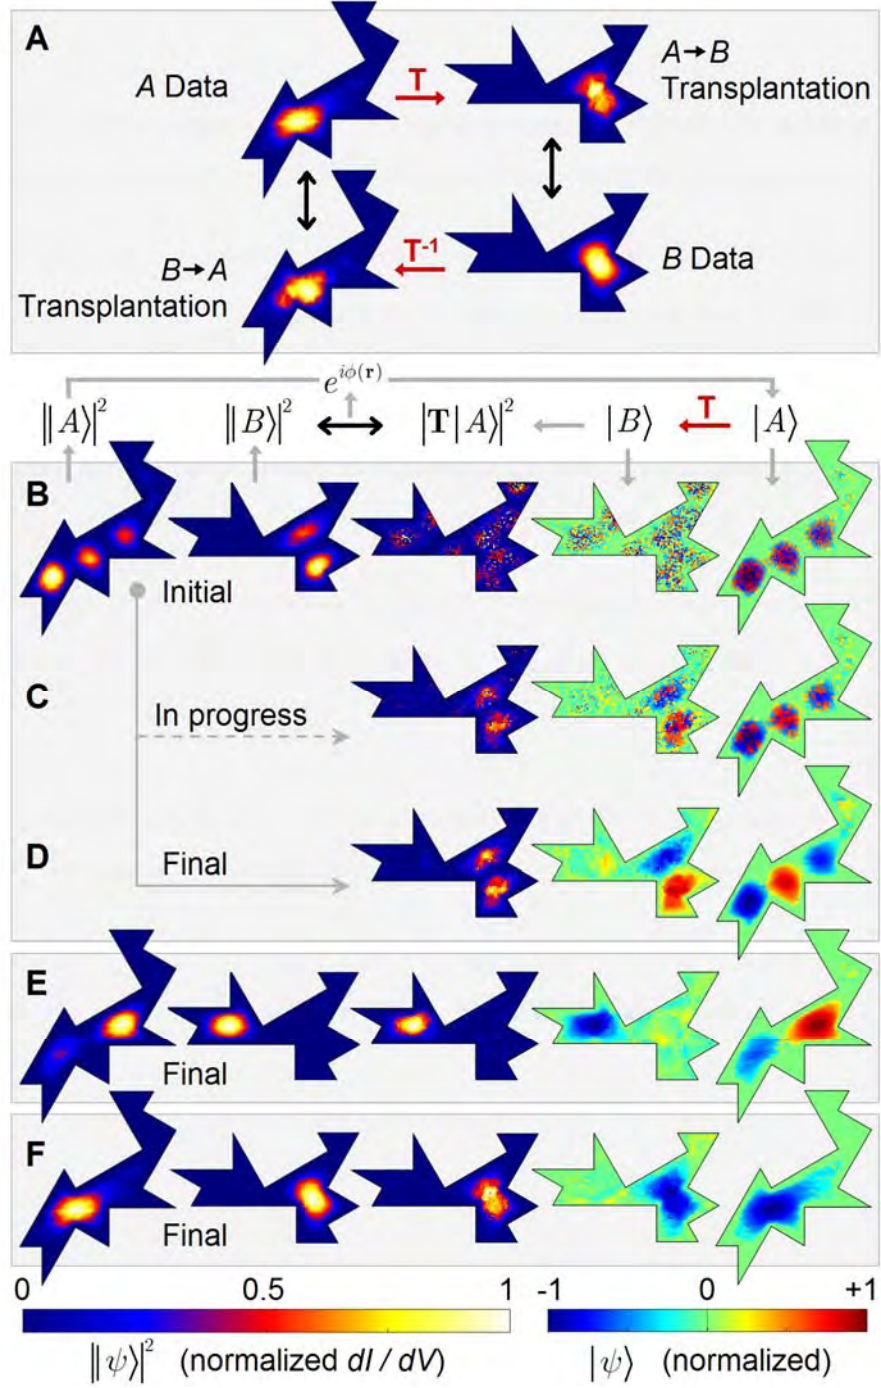 A
A Data
T
A→B
Transplantation
B→A
Transplantation
T⁻¹
B Data
e^{iϕ(r)}
||A⟩|² ||B⟩|² |T|A⟩|² |B⟩ T |A⟩
B
Initial
C
In progress
D
Final
E
Final
F
Final
0 0.5 1 -1 0 +1
||ψ⟩|² (normalized dI / dV) |ψ⟩ (normalized)